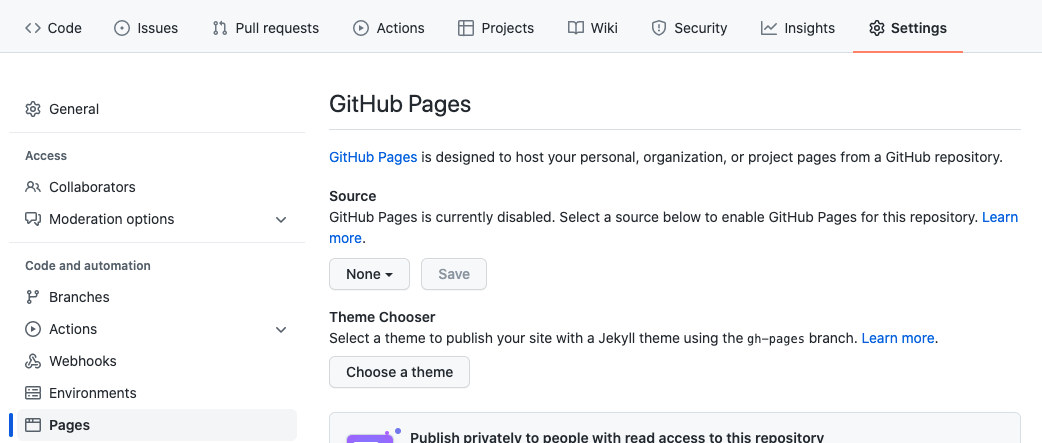 Code
Issues
Pull requests
Actions
Projects
Wiki
Security
Insights
Settings
General
Access
Collaborators
Moderation options
Code and automation
Branches
Actions
Webhooks
Environments
Pages
GitHub Pages
GitHub Pages is designed to host your personal, organization, or project pages from a GitHub repository.
Source
GitHub Pages is currently disabled. Select a source below to enable GitHub Pages for this repository. Learn
more.
None
Save
Theme Chooser
Select a theme to publish your site with a Jekyll theme using the gh-pages branch. Learn more.
Choose a theme
Publish privately to people with read access to this repository